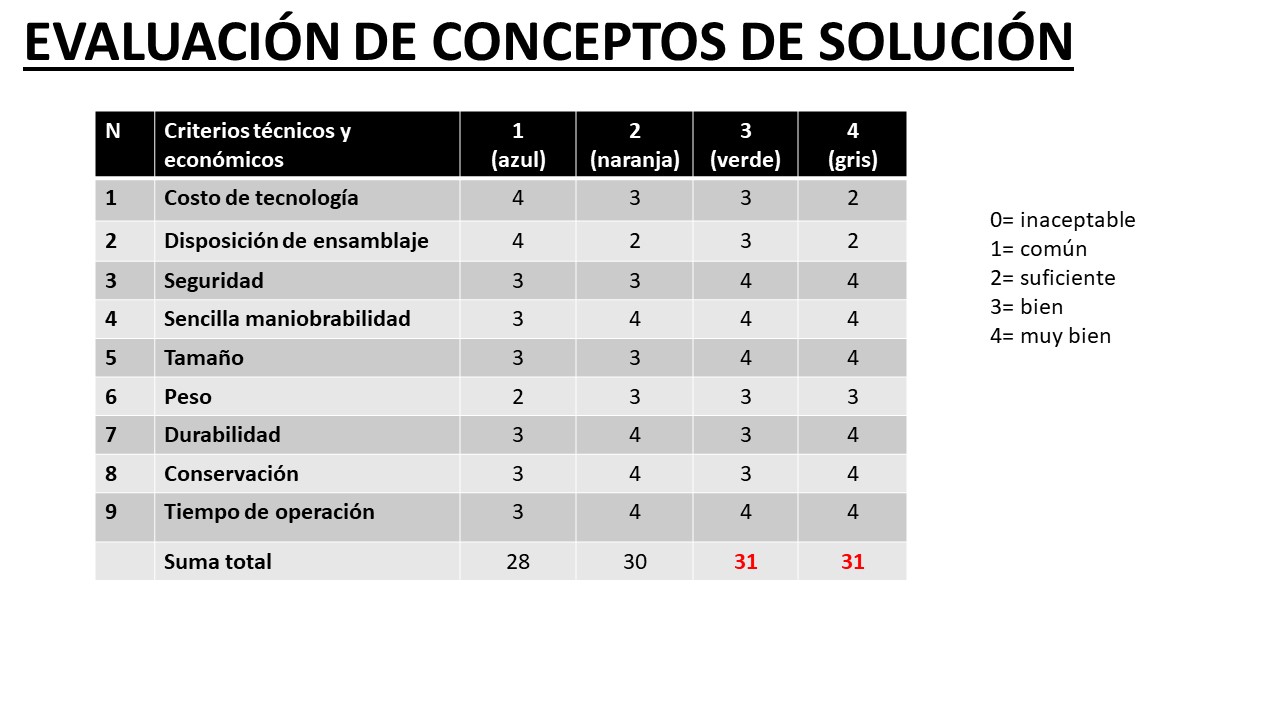 EVALUACIÓN DE CONCEPTOS DE SOLUCIÓN
N Criterios técnicos y económicos 1 (azul) 2 (naranja) 3 (verde) 4 (gris)
1 Costo de tecnología 4 3 3 2
2 Disposición de ensamblaje 4 2 3 2
3 Seguridad 3 3 4 4
4 Sencilla maniobrabilidad 3 4 4 4
5 Tamaño 3 3 4 4
6 Peso 2 3 3 3
7 Durabilidad 3 4 3 4
8 Conservación 3 4 3 4
9 Tiempo de operación 3 4 4 4
Suma total 28 30 31 31
0= inaceptable
1= común
2= suficiente
3= bien
4= muy bien